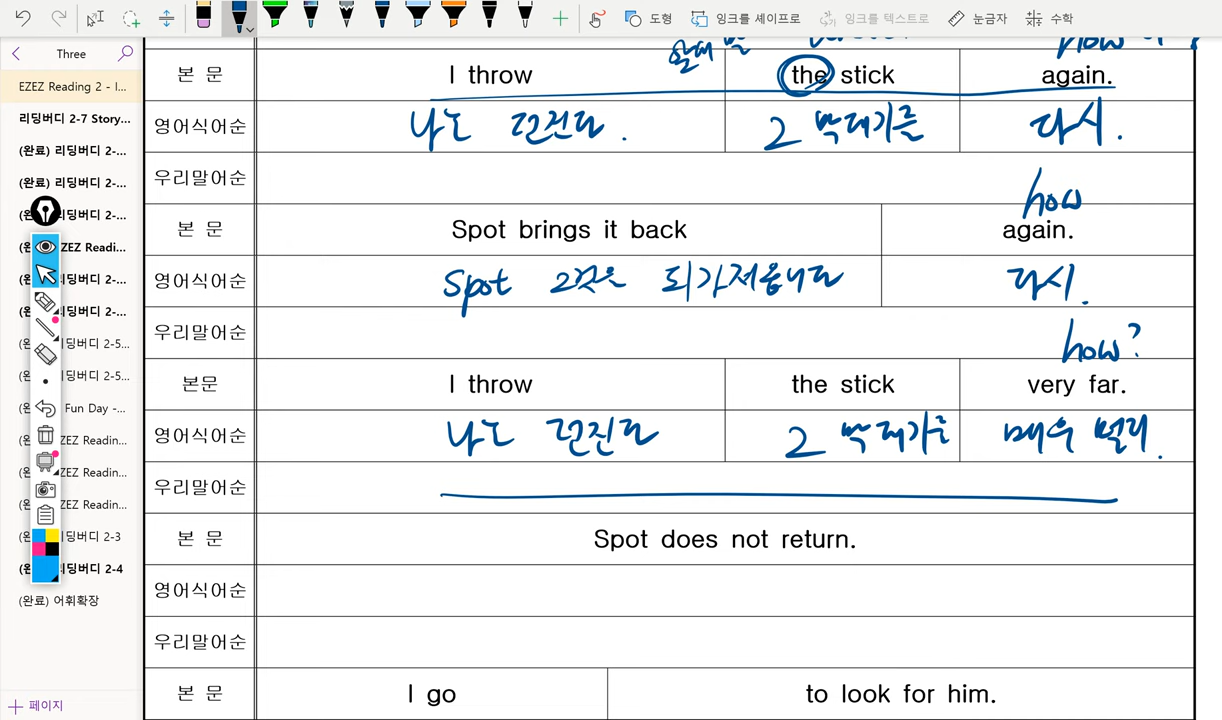 도형 잉크를 셰이프로 잉크를 텍스트로 눈금자 수학
Three
EZEZ Reading 2 - I...
리딩버디 2-7 Story...
(완료) 리딩버디 2-...
(완료) 리딩버디 2-...
ZEZ Readi...
리딩버디 2-...
리딩버디 2-...
리딩버디 2-5...
리딩버디 2-5...
Fun Day -...
ZEZ Readin...
ZEZ Readin...
ZEZ Readin...
리딩버디 2-3
리딩버디 2-4
(완료) 어휘확장
페이지
본 문 I throw the stick again.
영어식어순 나는 던진다. 그 막대기를 다시.
우리말어순
how
본 문 Spot brings it back again.
영어식어순 Spot 그것을 되가져옵니다 다시.
우리말어순
how?
본문 I throw the stick very far.
영어식어순 나는 던진다 그 막대기를 매우 멀리.
우리말어순
본 문 Spot does not return.
영어식어순
우리말어순
본 문 I go to look for him.